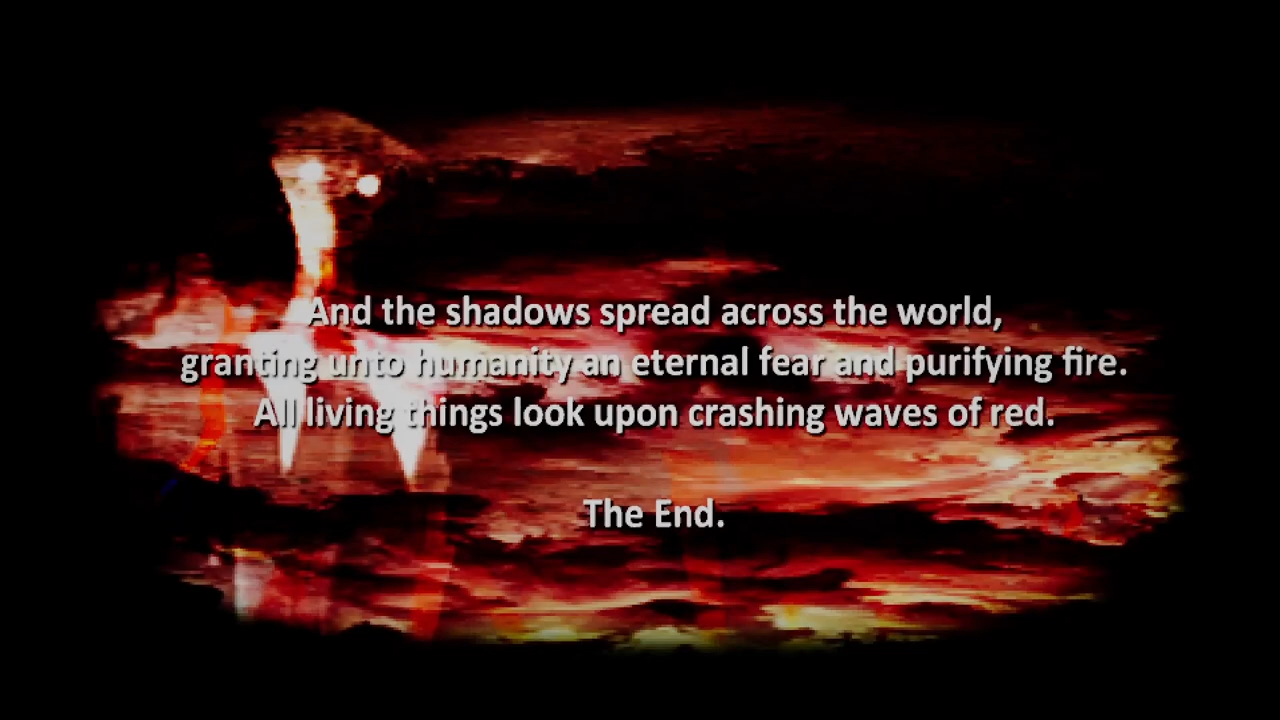 And the shadows spread across the world,
granting unto humanity an eternal fear and purifying fire.
All living things look upon crashing waves of red.
The End.